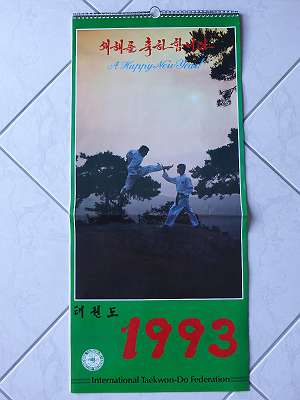 새해를 축하합니다
A Happy New Year!
태권도
1993
International Taekwon-Do Federation